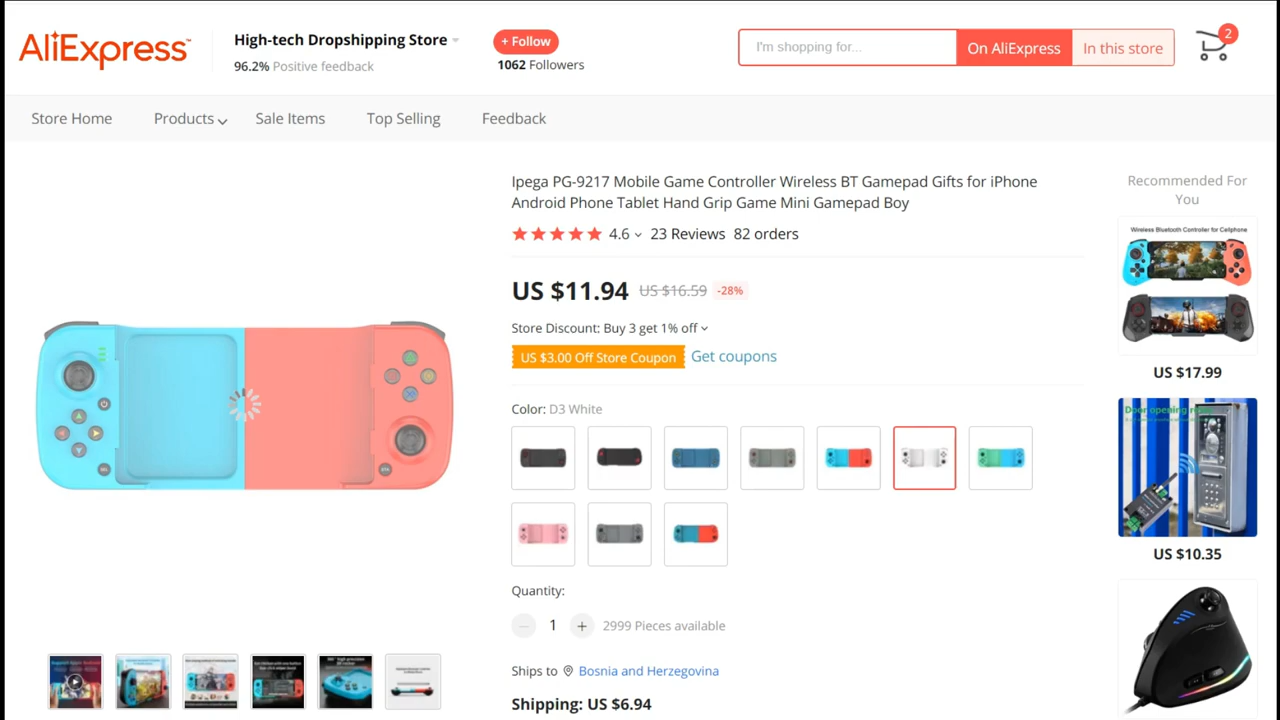 AliExpress
High-tech Dropshipping Store
96.2% Positive feedback
+ Follow
1062 Followers
I'm shopping for...
On AliExpress
In this store
2
Store Home
Products
Sale Items
Top Selling
Feedback
Ipega PG-9217 Mobile Game Controller Wireless BT Gamepad Gifts for iPhone
Android Phone Tablet Hand Grip Game Mini Gamepad Boy
4.6
23 Reviews
82 orders
US $11.94
US $16.59
-28%
Store Discount: Buy 3 get 1% off
US $3.00 Off Store Coupon
Get coupons
Color: D3 White
Quantity:
1
2999 Pieces available
Ships to
Bosnia and Herzegovina
Shipping: US $6.94
Recommended For
You
Wireless Bluetooth Controller for Cellphone
US $17.99
Door opening
US $10.35